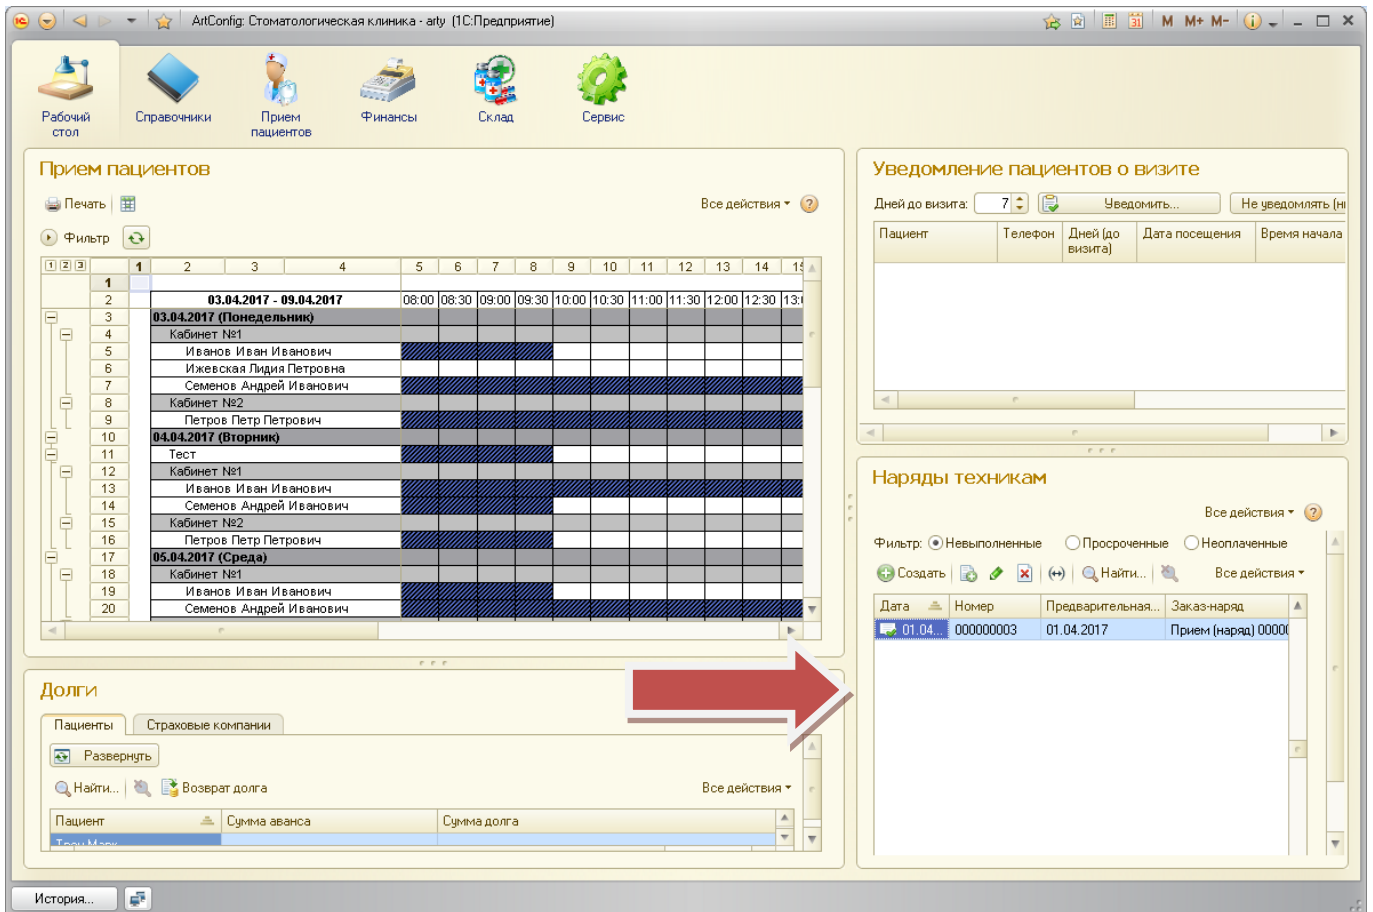 ArtConfig: Стоматологическая клиника - arty (1С:Предприятие)
M M+ M-
Рабочий стол
Справочники
Прием пациентов
Финансы
Склад
Сервис
Прием пациентов
Печать
Все действия
Фильтр
1 2 3
1 2 3 4 5 6 7 8 9 10 11 12 13 14 15
1
2 03.04.2017 - 09.04.2017 08:00 08:30 09:00 09:30 10:00 10:30 11:00 11:30 12:00 12:30 13:
3 03.04.2017 (Понедельник)
4 Кабинет №1
5 Иванов Иван Иванович
6 Ижевская Лидия Петровна
7 Семенов Андрей Иванович
8 Кабинет №2
9 Петров Петр Петрович
10 04.04.2017 (Вторник)
11 Тест
12 Кабинет №1
13 Иванов Иван Иванович
14 Семенов Андрей Иванович
15 Кабинет №2
16 Петров Петр Петрович
17 05.04.2017 (Среда)
18 Кабинет №1
19 Иванов Иван Иванович
20 Семенов Андрей Иванович
Долги
Пациенты Страховые компании
Развернуть
Найти... Возврат долга Все действия
Пациент Сумма аванса Сумма долга
Уведомление пациентов о визите
Дней до визита: 7 Уведомить... Не уведомлять (н
Пациент Телефон Дней (до визита) Дата посещения Время начала
Наряды техникам
Все действия
Фильтр: Невыполненные Просроченные Неоплаченные
Создать Найти... Все действия
Дата Номер Предварительная... Заказ-наряд
01.04... 000000003 01.04.2017 Прием (наряд) 0000
История...